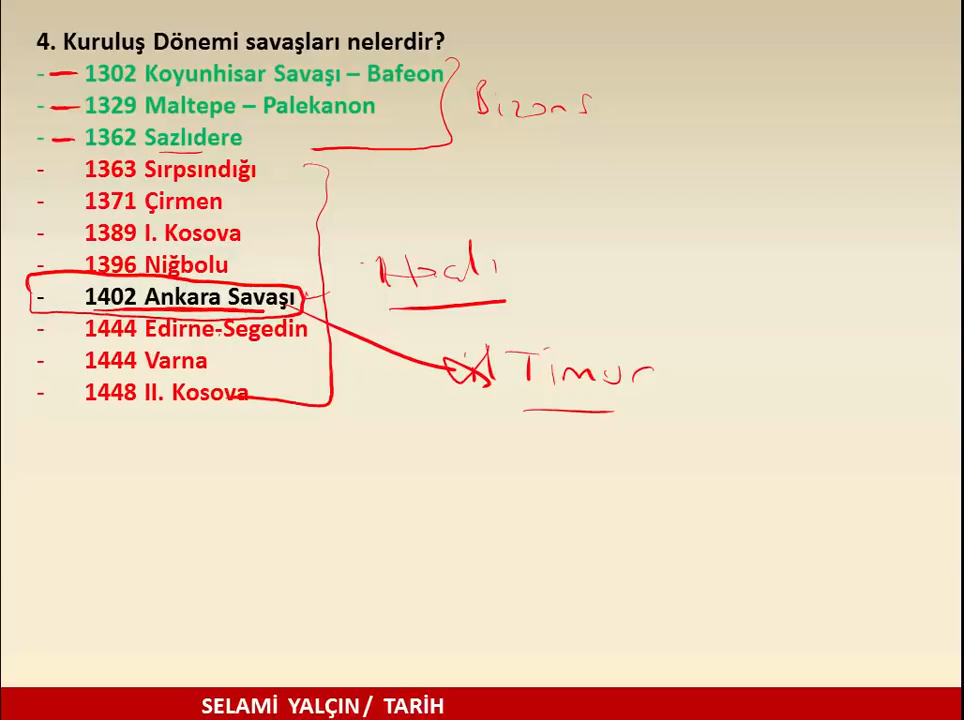 4. Kuruluş Dönemi savaşları nelerdir?
- 1302 Koyunhisar Savaşı – Bafeon
- 1329 Maltepe – Palekanon
Bizans
- 1362 Sazlıdere
- 1363 Sırpsındığı
- 1371 Çirmen
- 1389 I. Kosova
- 1396 Niğbolu
Haçlı
- 1402 Ankara Savaşı
- 1444 Edirne-Segedin
- 1444 Varna
Timur
- 1448 II. Kosova
SELAMİ YALÇIN / TARİH